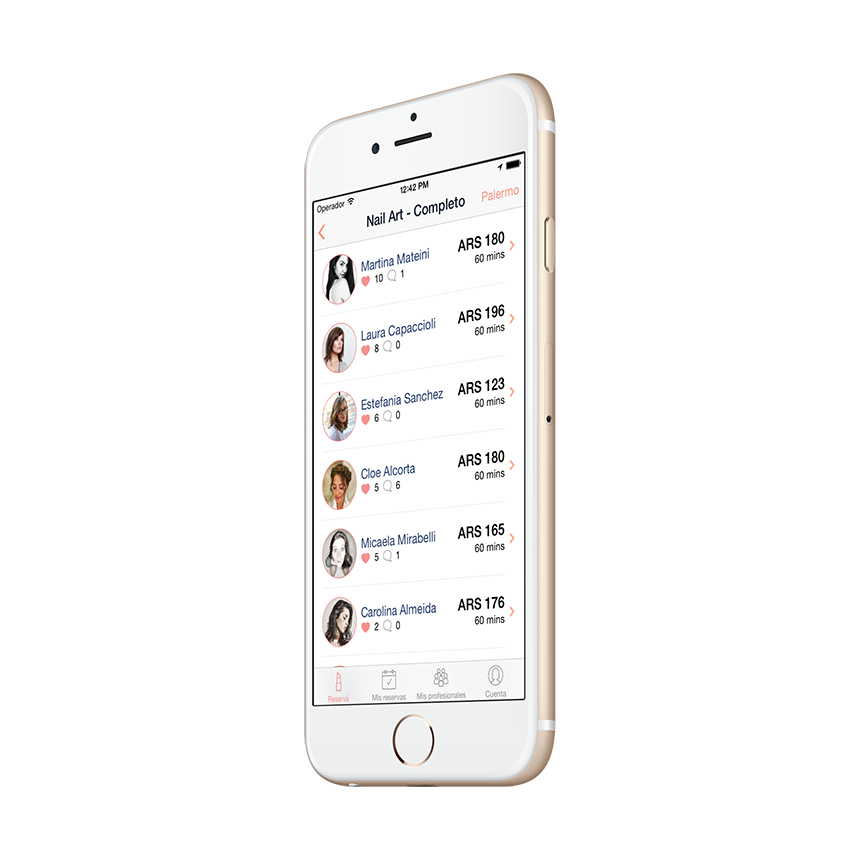 Operador 12:42 PM
Nail Art - Completo Palermo
Martina Mateini ARS 180
10 1 60 mins
Laura Capaccioli ARS 196
8 0 60 mins
Estefania Sanchez ARS 123
6 0 60 mins
Cloe Alcorta ARS 180
5 6 60 mins
Micaela Mirabelli ARS 165
5 1 60 mins
Carolina Almeida ARS 176
2 0 60 mins
Reservá Mis reservas Mis profesionales Cuenta